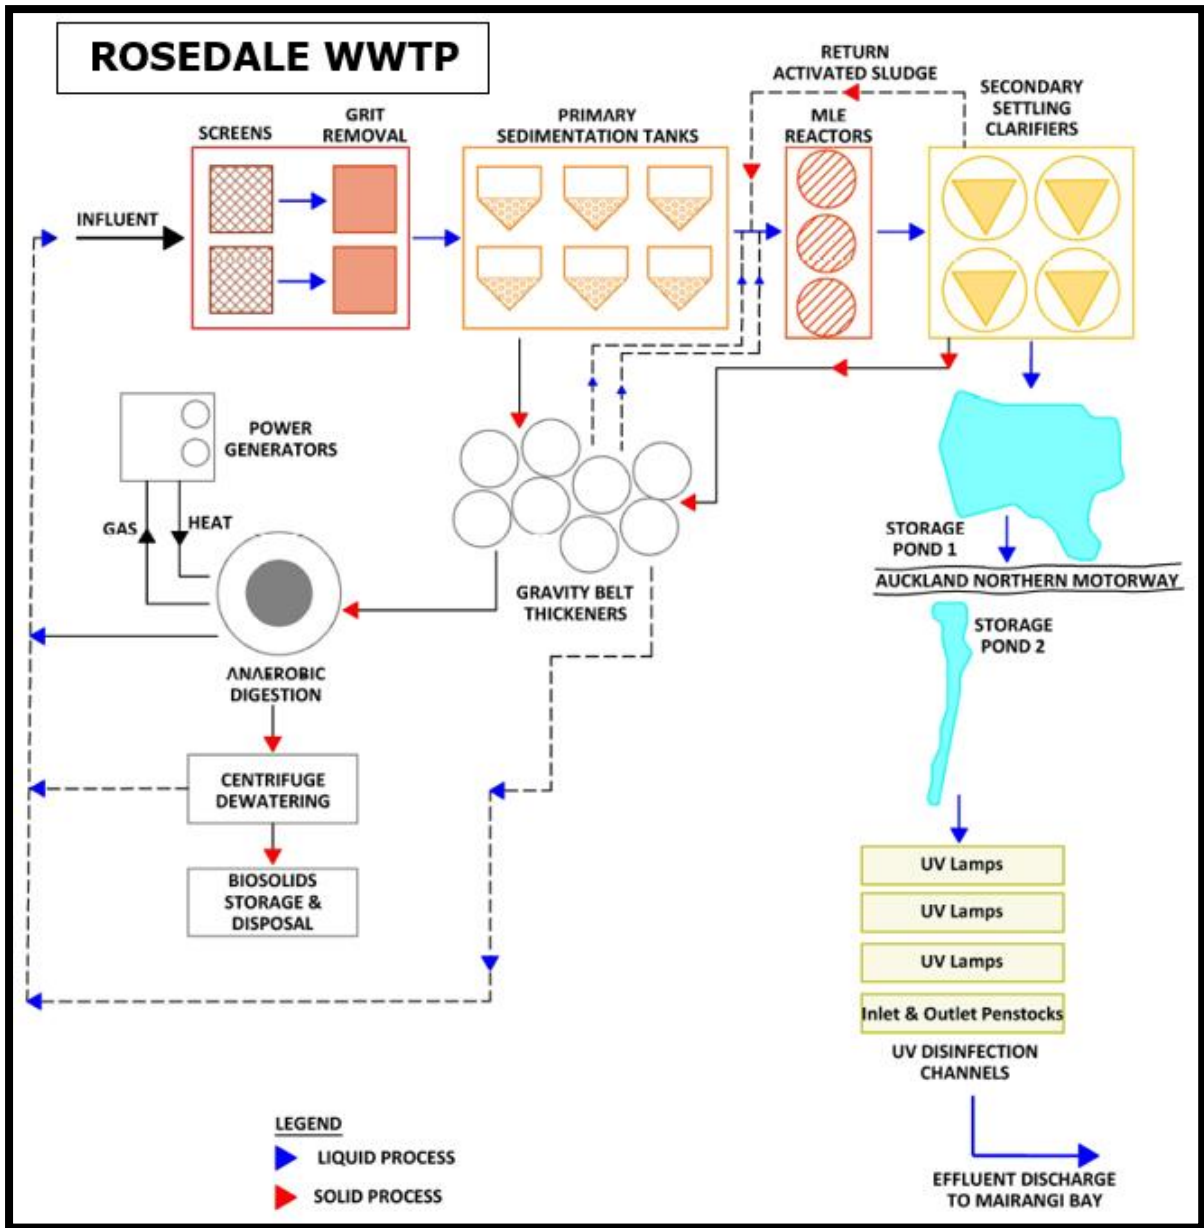 ROSEDALE WWTP
RETURN
ACTIVATED SLUDGE
SECONDARY
SETTLING
CLARIFIERS
GRIT
REMOVAL
SCREENS
PRIMARY
SEDIMENTATION TANKS
MLE
REACTORS
INFLUENT
POWER
GENERATORS
GAS
HEAT
GRAVITY BELT
THICKENERS
STORAGE
POND 1
AUCKLAND NORTHERN MOTORWAY
STORAGE
POND 2
ANAEROBIC
DIGESTION
CENTRIFUGE
DEWATERING
BIOSOLIDS
STORAGE &
DISPOSAL
UV Lamps
UV Lamps
UV Lamps
Inlet & Outlet Penstocks
UV DISINFECTION
CHANNELS
LEGEND
LIQUID PROCESS
SOLID PROCESS
EFFLUENT DISCHARGE
TO MAIRANGI BAY